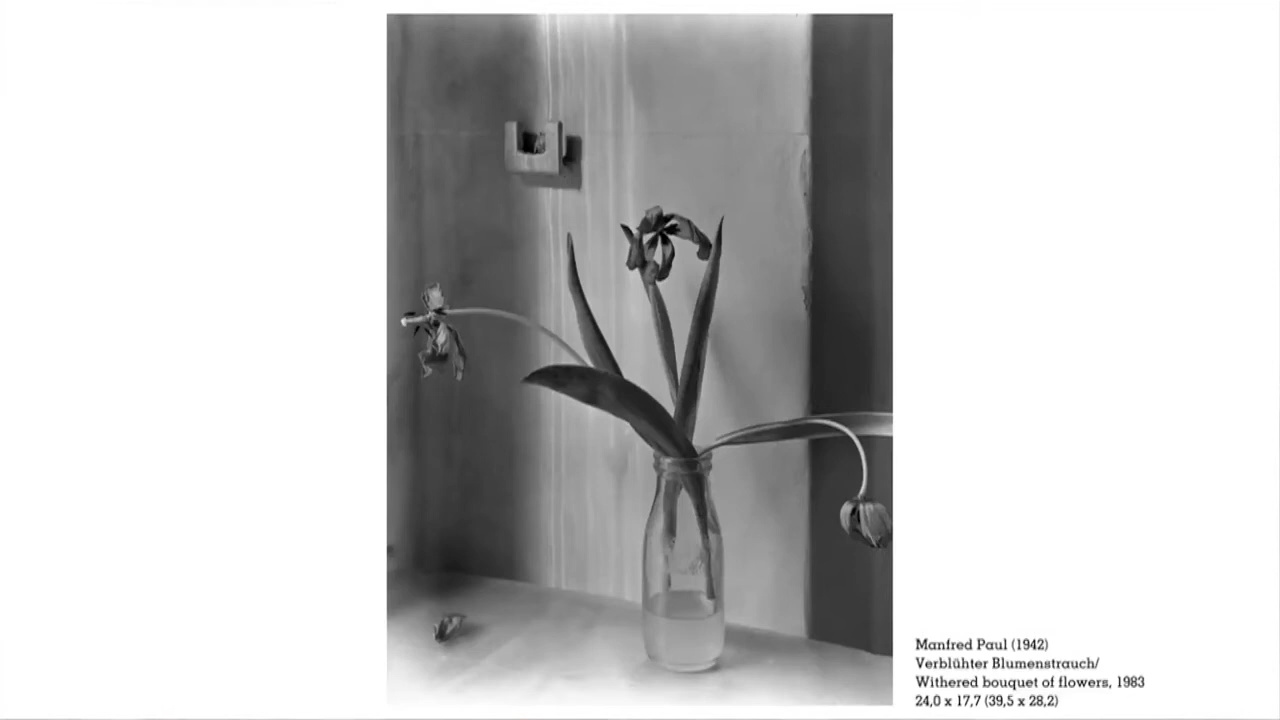 Manfred Paul (1942)
Verblühter Blumenstrauch/
Withered bouquet of flowers, 1983
24,0 x 17,7 (39,5 x 28,2)